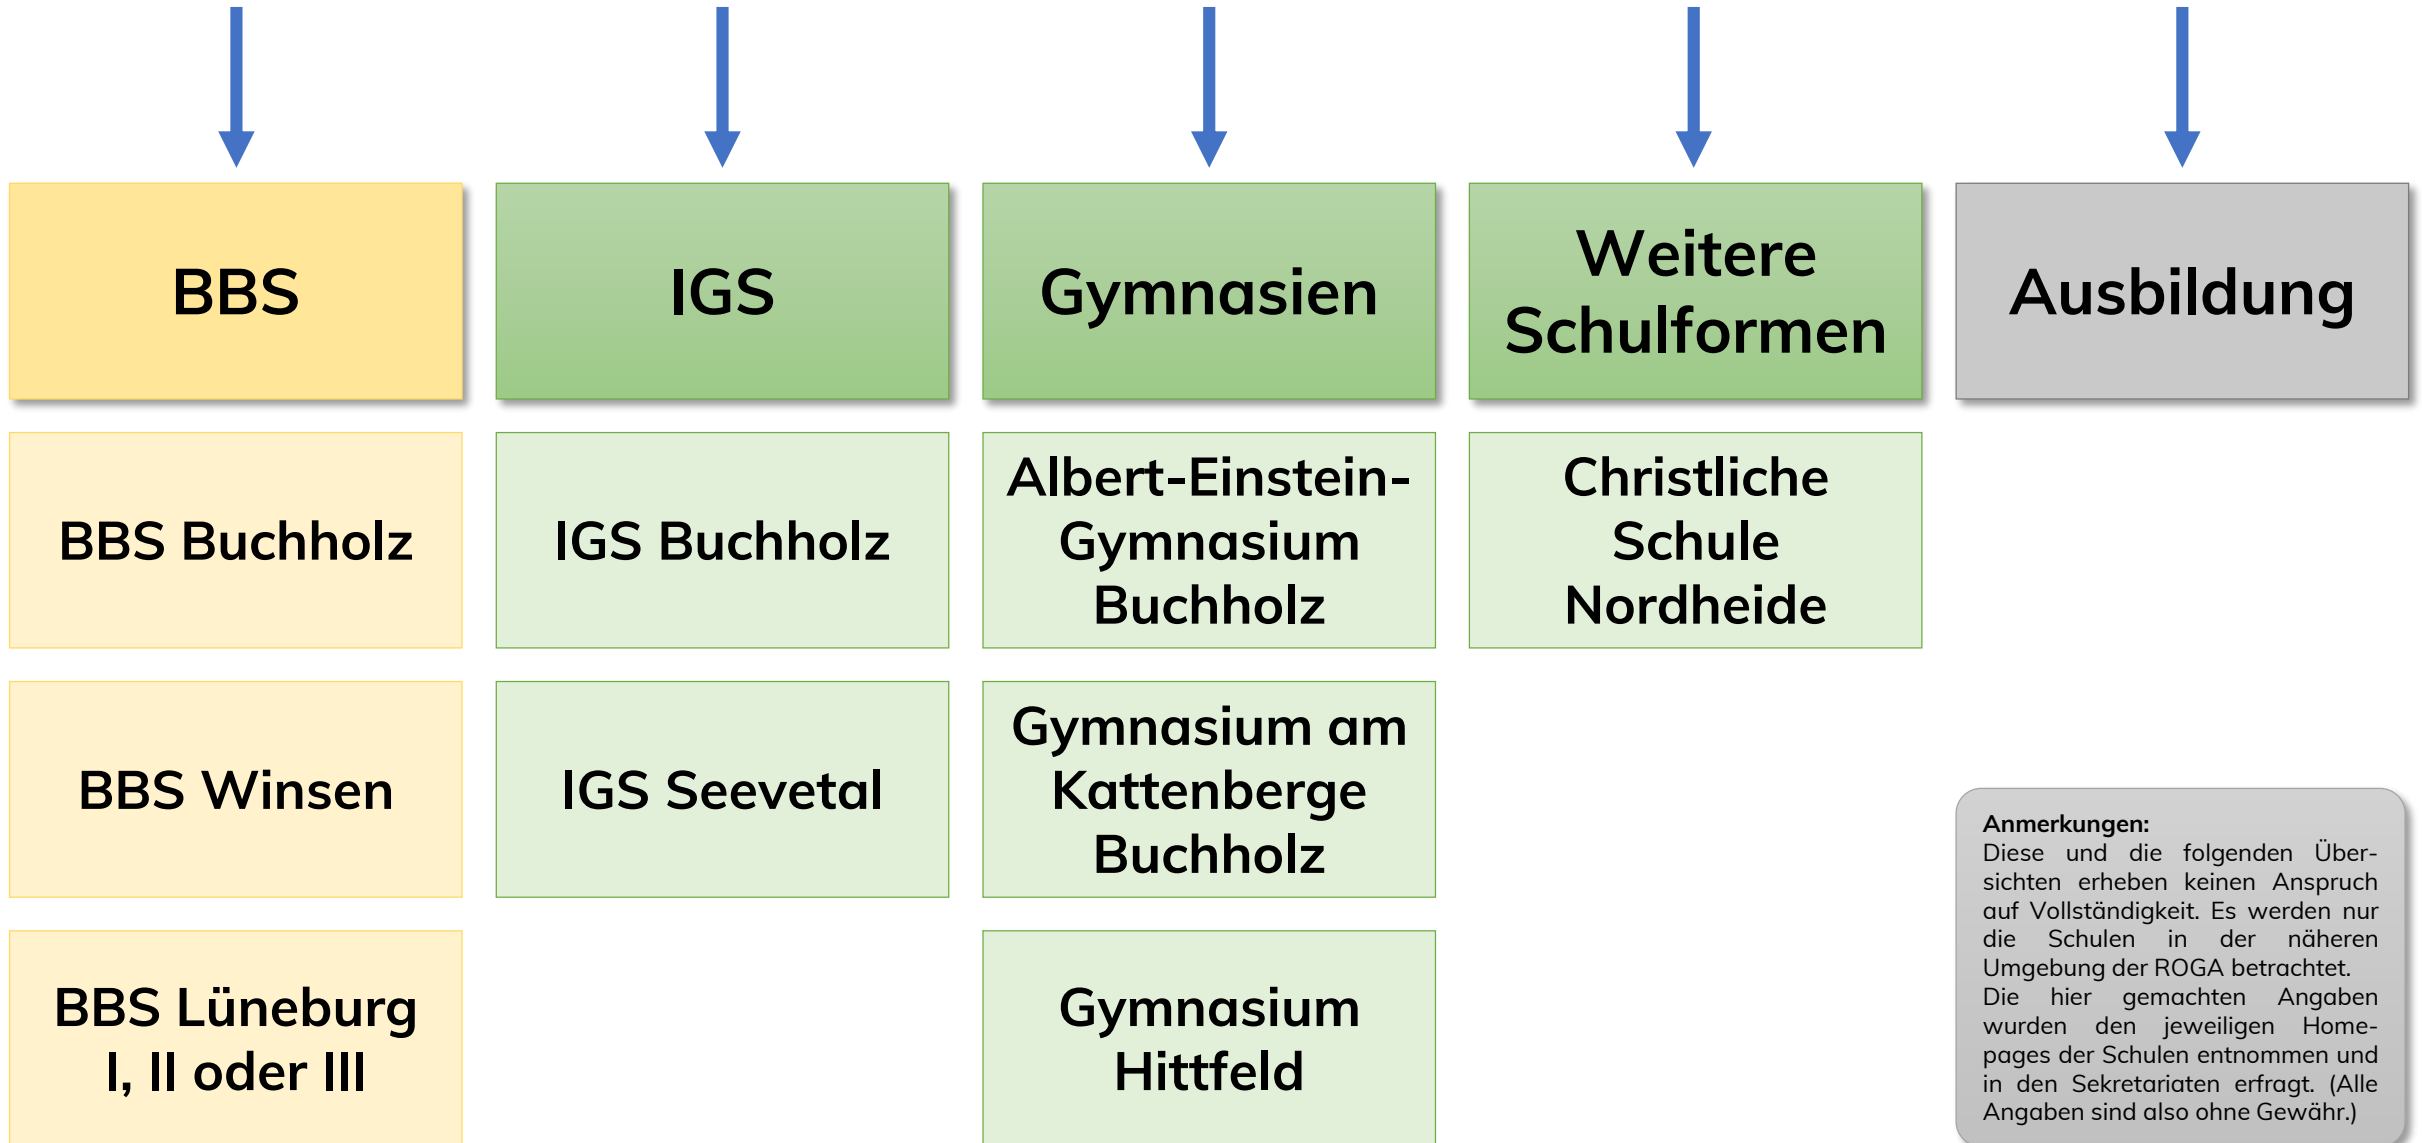 BBS
IGS
Gymnasien
Weitere
Schulformen
Ausbildung
BBS Buchholz
IGS Buchholz
Albert-Einstein-
Gymnasium
Buchholz
Christliche
Schule
Nordheide
BBS Winsen
IGS Seevetal
Gymnasium am
Kattenberge
Buchholz
BBS Lüneburg
I, II oder III
Gymnasium
Hittfeld
Anmerkungen:
Diese und die folgenden Über-
sichten erheben keinen Anspruch
auf Vollständigkeit. Es werden nur
die Schulen in der näheren
Umgebung der ROGA betrachtet.
Die hier gemachten Angaben
wurden den jeweiligen Home-
pages der Schulen entnommen und
in den Sekretariaten erfragt. (Alle
Angaben sind also ohne Gewähr.)